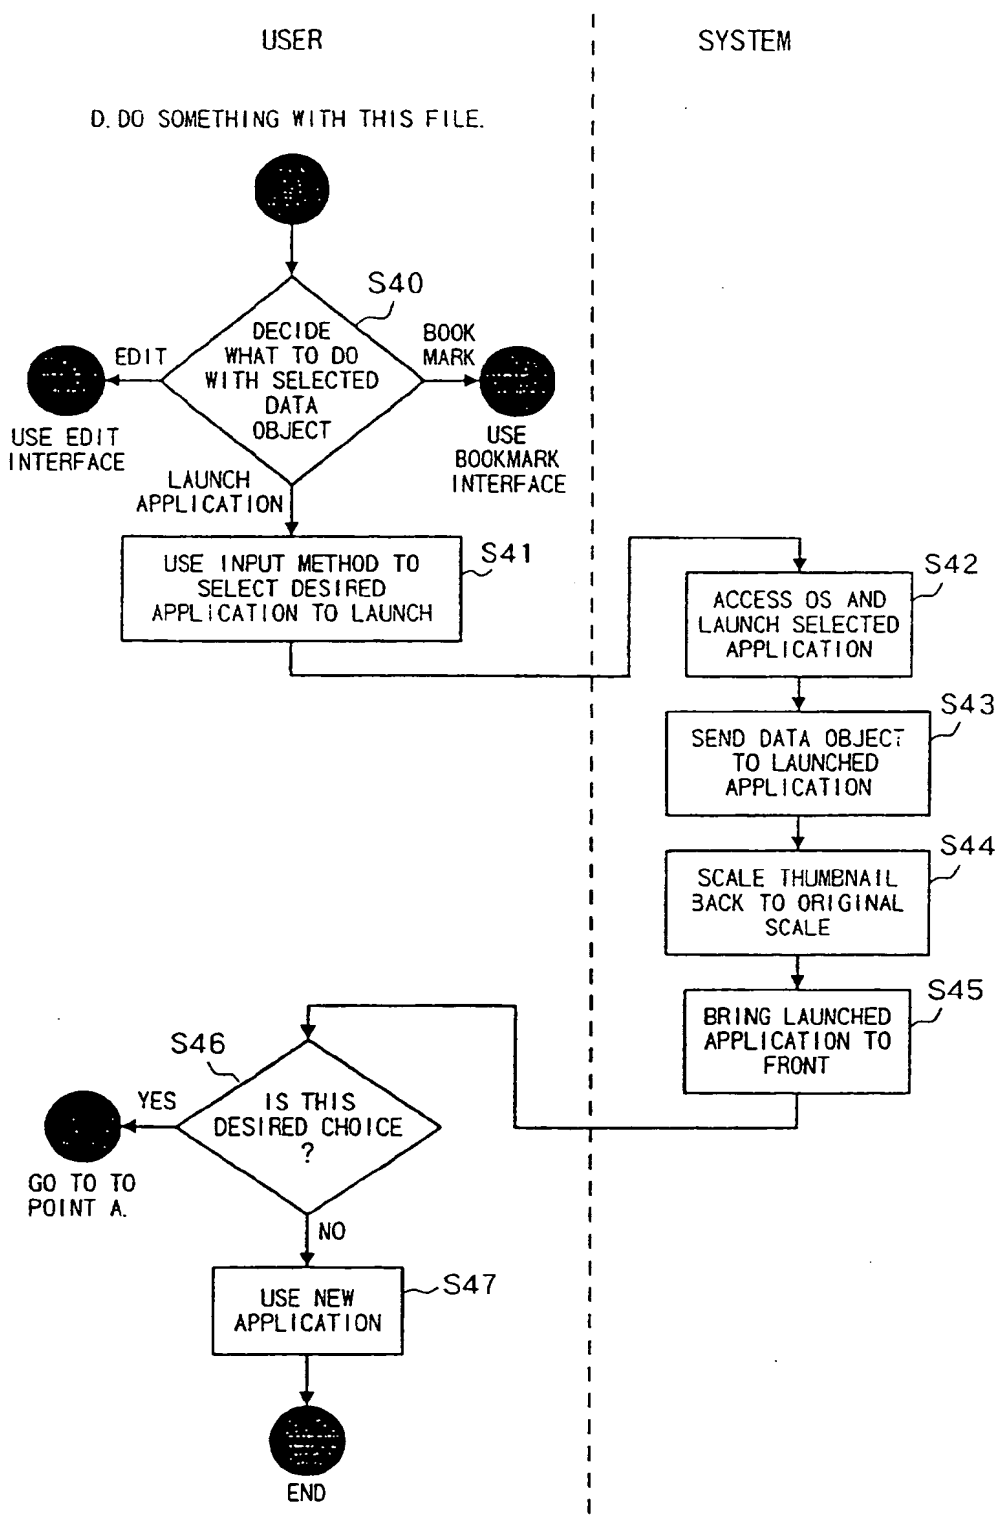 USER
SYSTEM
D. DO SOMETHING WITH THIS FILE.
S40
DECIDE
WHAT TO DO
WITH SELECTED
DATA
OBJECT
EDIT
BOOK
MARK
USE EDIT
INTERFACE
USE
BOOKMARK
INTERFACE
LAUNCH
APPLICATION
S41
USE INPUT METHOD TO
SELECT DESIRED
APPLICATION TO LAUNCH
S42
ACCESS OS AND
LAUNCH SELECTED
APPLICATION
S43
SEND DATA OBJECT
TO LAUNCHED
APPLICATION
S44
SCALE THUMBNAIL
BACK TO ORIGINAL
SCALE
S45
BRING LAUNCHED
APPLICATION TO
FRONT
S46
IS THIS
DESIRED CHOICE
?
YES
GO TO TO
POINT A.
NO
S47
USE NEW
APPLICATION
END